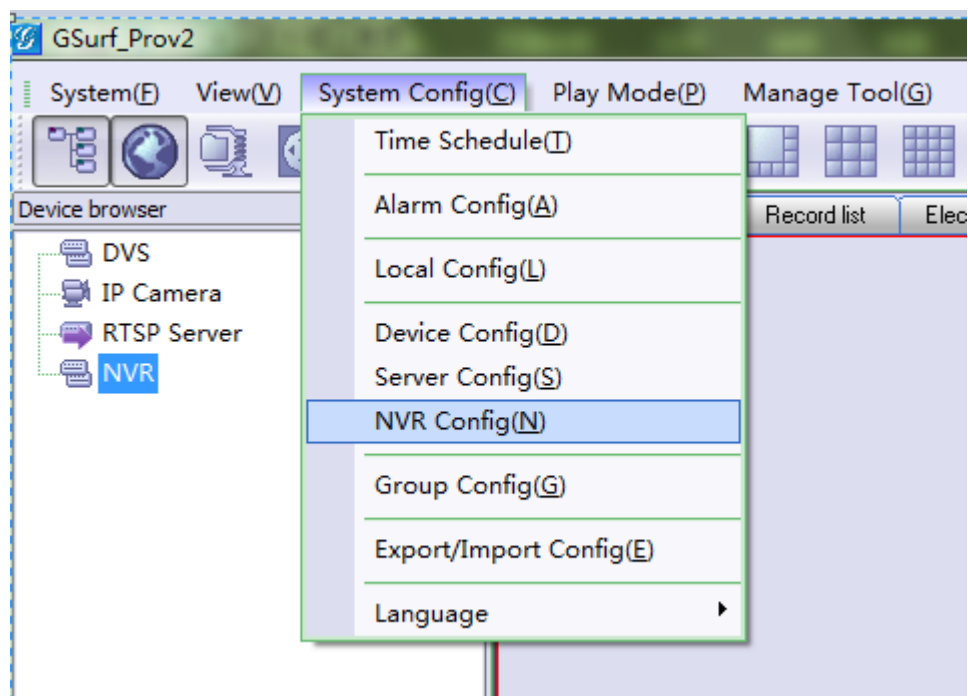 GSurf_Prov2
System(F) View(V) System Config(C) Play Mode(P) Manage Tool(G)
Time Schedule(T)
Alarm Config(A)
Local Config(L)
Device Config(D)
Server Config(S)
NVR Config(N)
Group Config(G)
Export/Import Config(E)
Language
Device browser
DVS
IP Camera
RTSP Server
NVR
Record list Elec